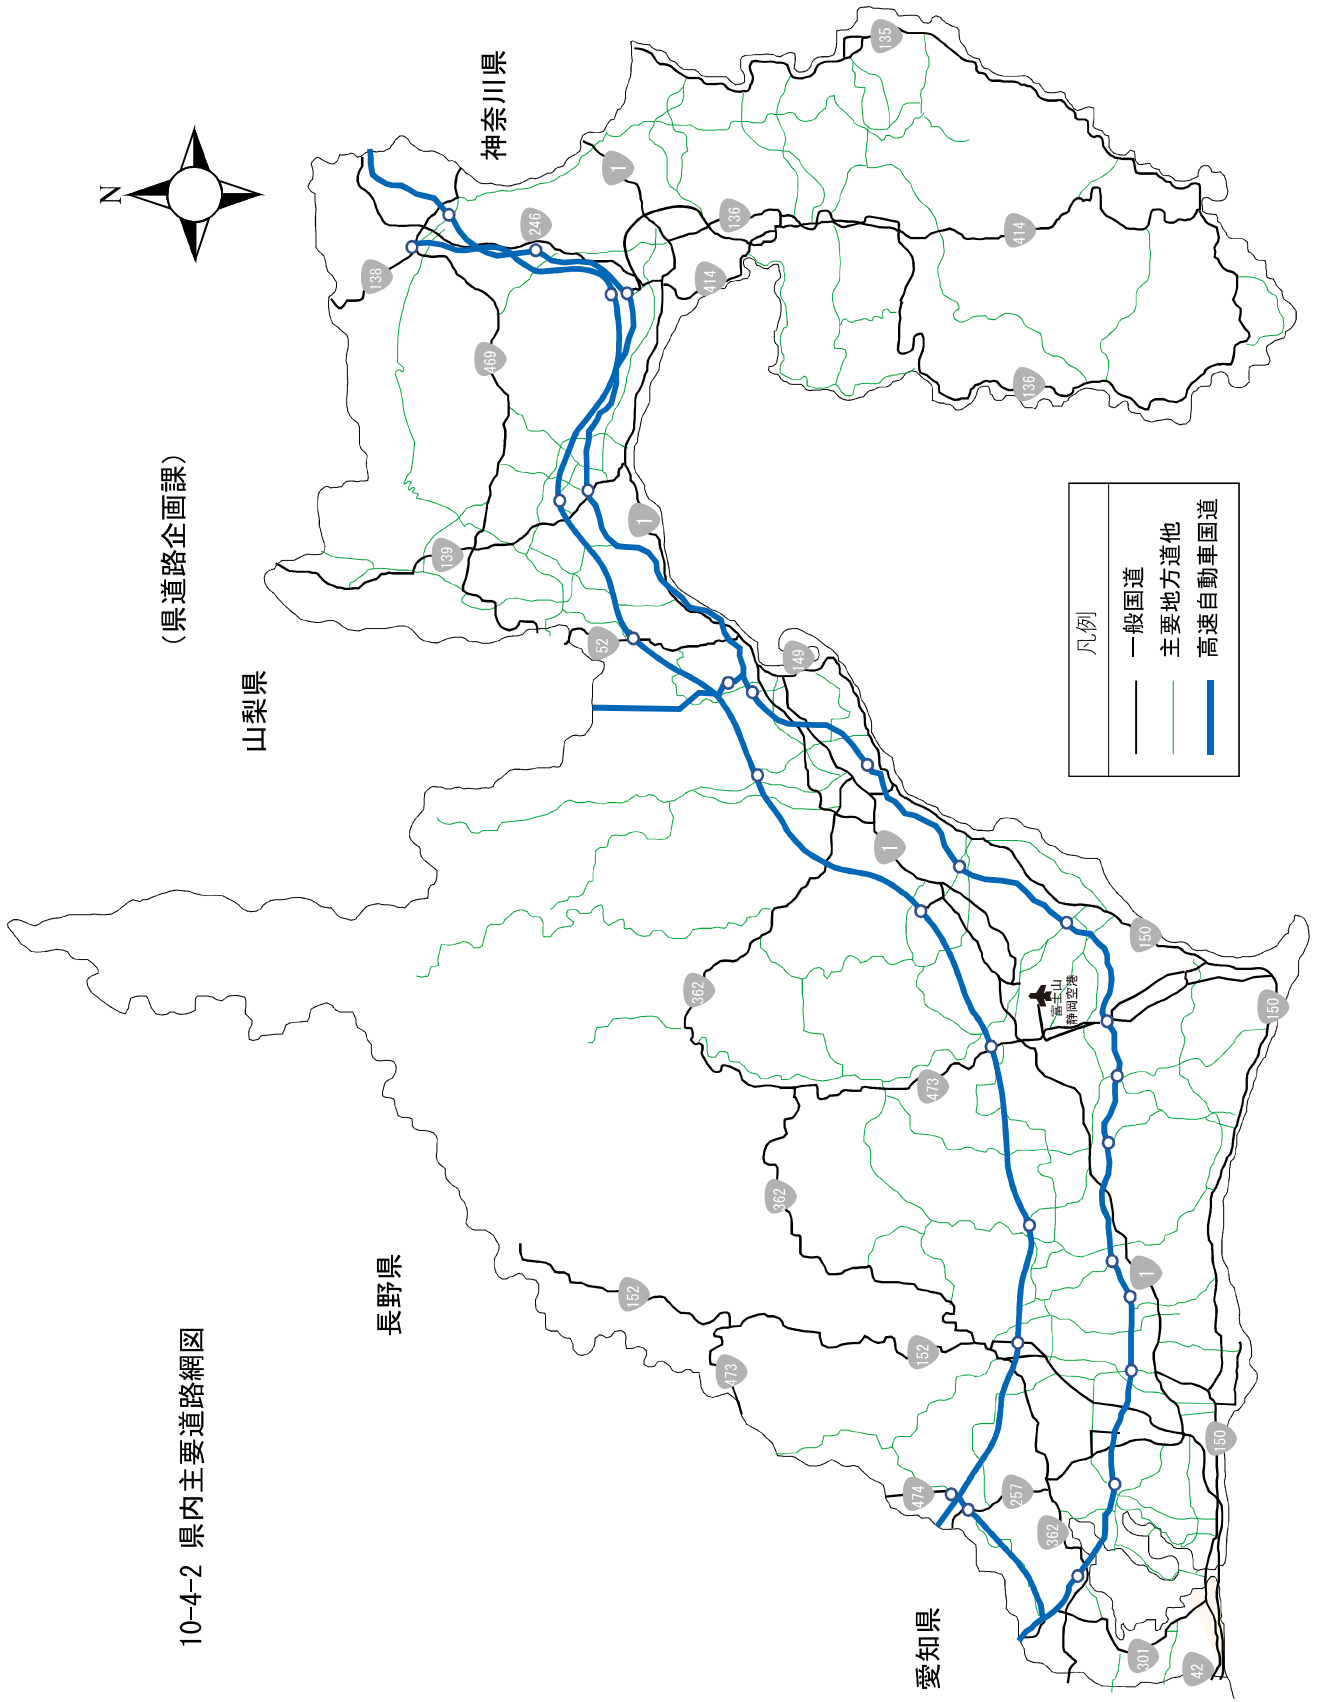 10-4-2 県内主要道路網図
(県道路企画課)
N
神奈川県
山梨県
長野県
愛知県
135
1
246
136
138
414
414
469
136
139
1
52
149
1
362
150
富士山
静岡空港
150
473
362
152
1
152
473
150
474
257
362
301
42
凡例
一般国道
主要地方道他
高速自動車国道